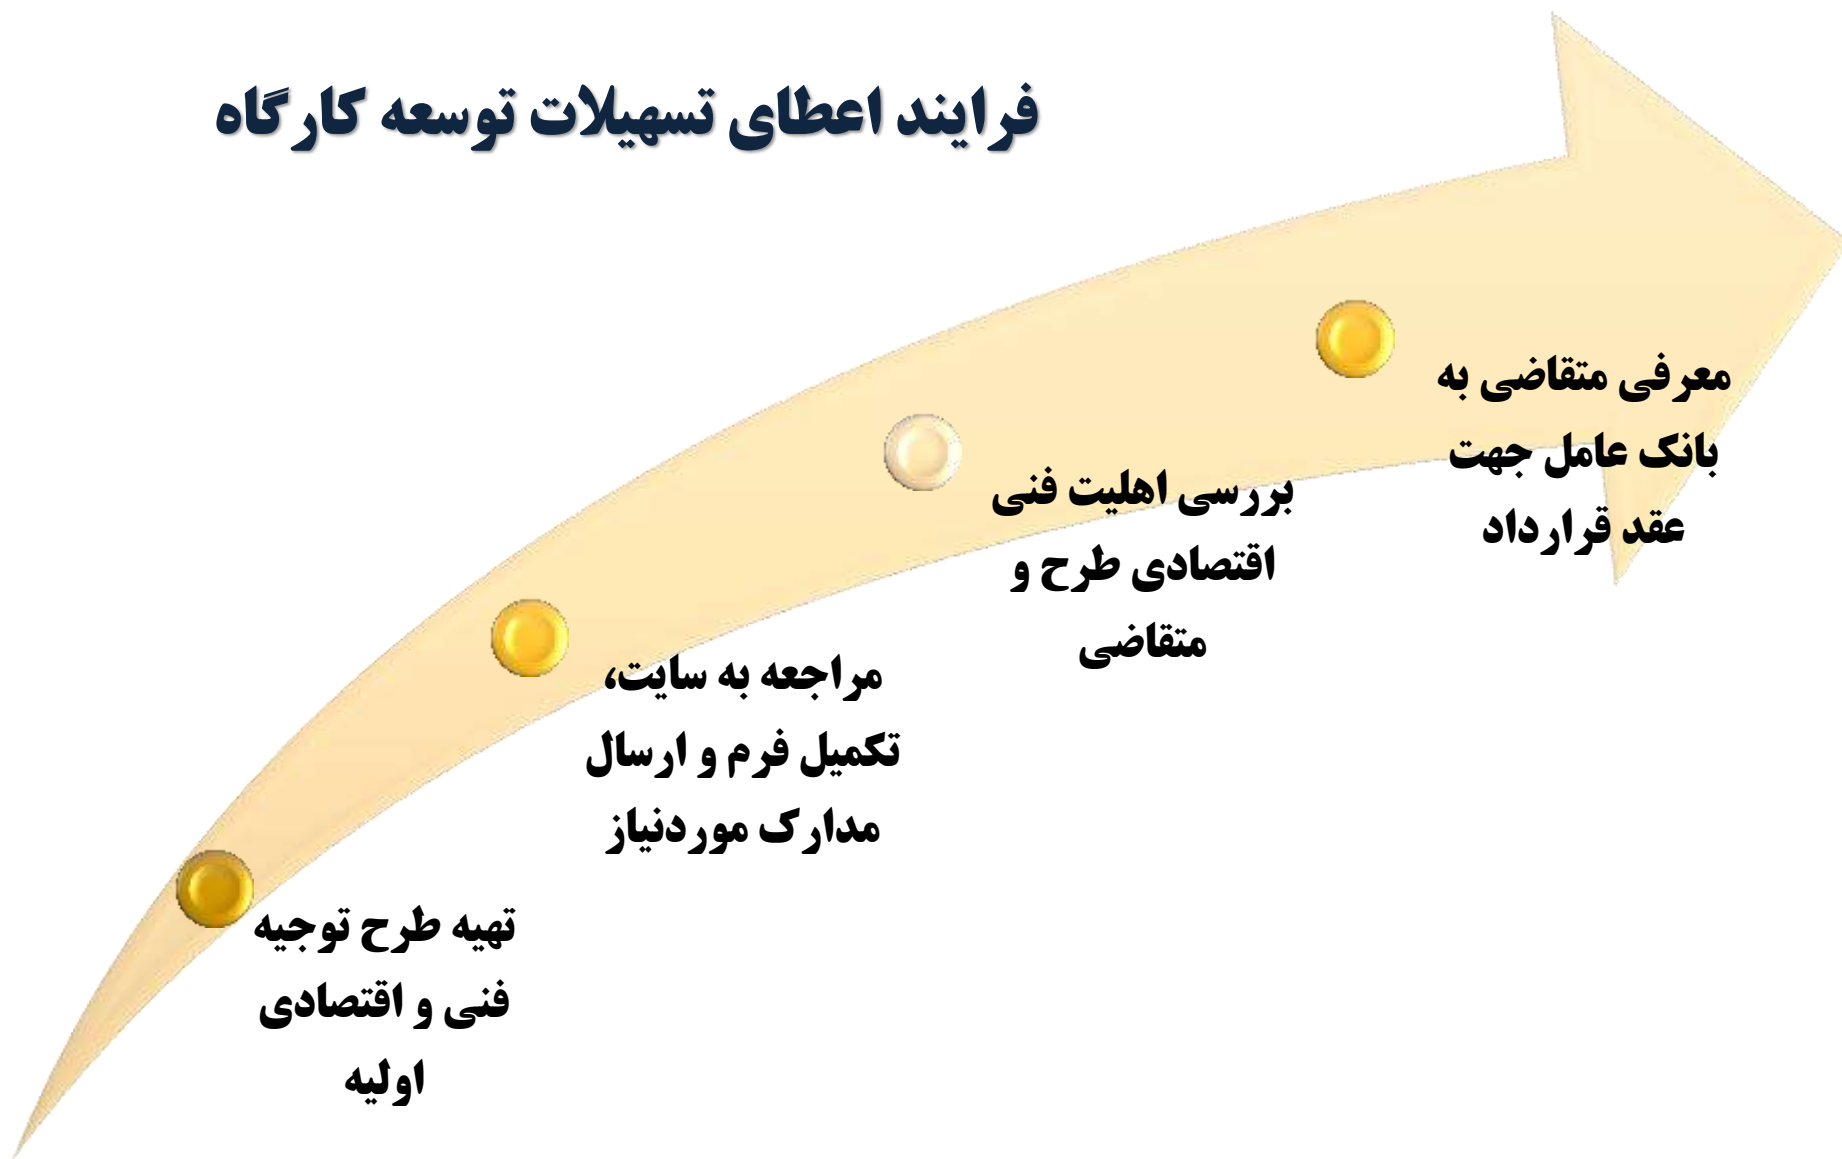 فرایند اعطای تسهیلات توسعه کارگاه
تهیه طرح توجیه
فنی و اقتصادی
اولیه
مراجعه به سایت،
تکمیل فرم و ارسال
مدارک موردنیاز
بررسی اهلیت فنی
اقتصادی طرح و
متقاضی
معرفی متقاضی به
بانک عامل جهت
عقد قرارداد